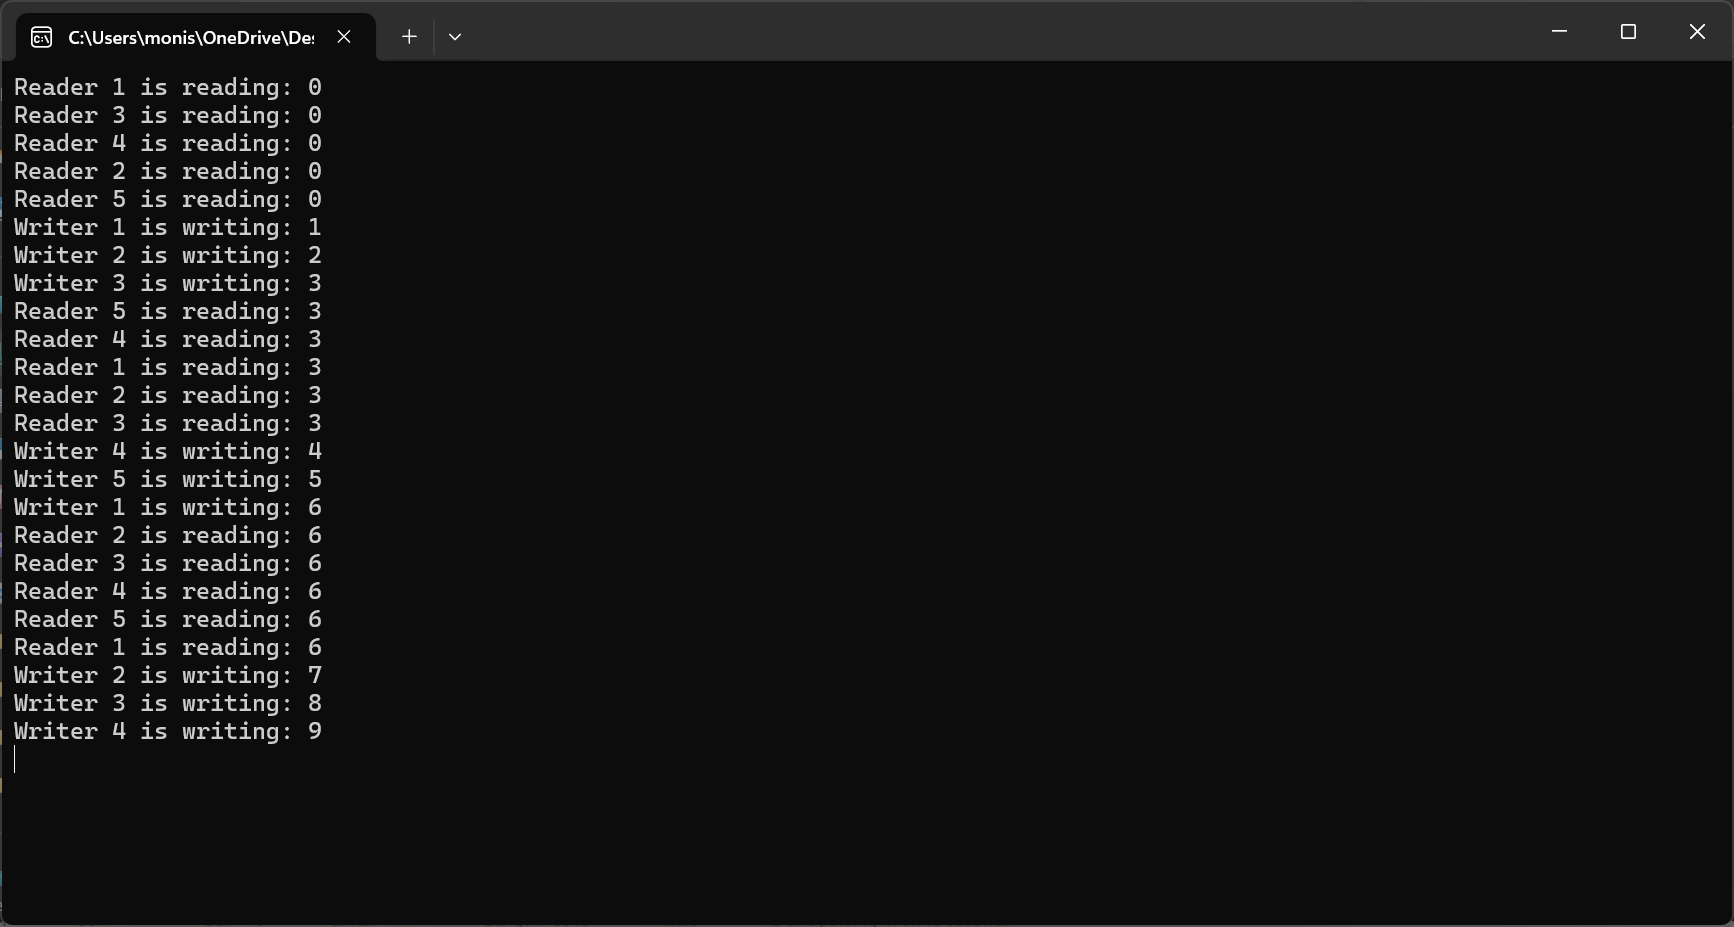 C:\Users\monis\OneDrive\De
Reader 1 is reading: 0
Reader 3 is reading: 0
Reader 4 is reading: 0
Reader 2 is reading: 0
Reader 5 is reading: 0
Writer 1 is writing: 1
Writer 2 is writing: 2
Writer 3 is writing: 3
Reader 5 is reading: 3
Reader 4 is reading: 3
Reader 1 is reading: 3
Reader 2 is reading: 3
Reader 3 is reading: 3
Writer 4 is writing: 4
Writer 5 is writing: 5
Writer 1 is writing: 6
Reader 2 is reading: 6
Reader 3 is reading: 6
Reader 4 is reading: 6
Reader 5 is reading: 6
Reader 1 is reading: 6
Writer 2 is writing: 7
Writer 3 is writing: 8
Writer 4 is writing: 9